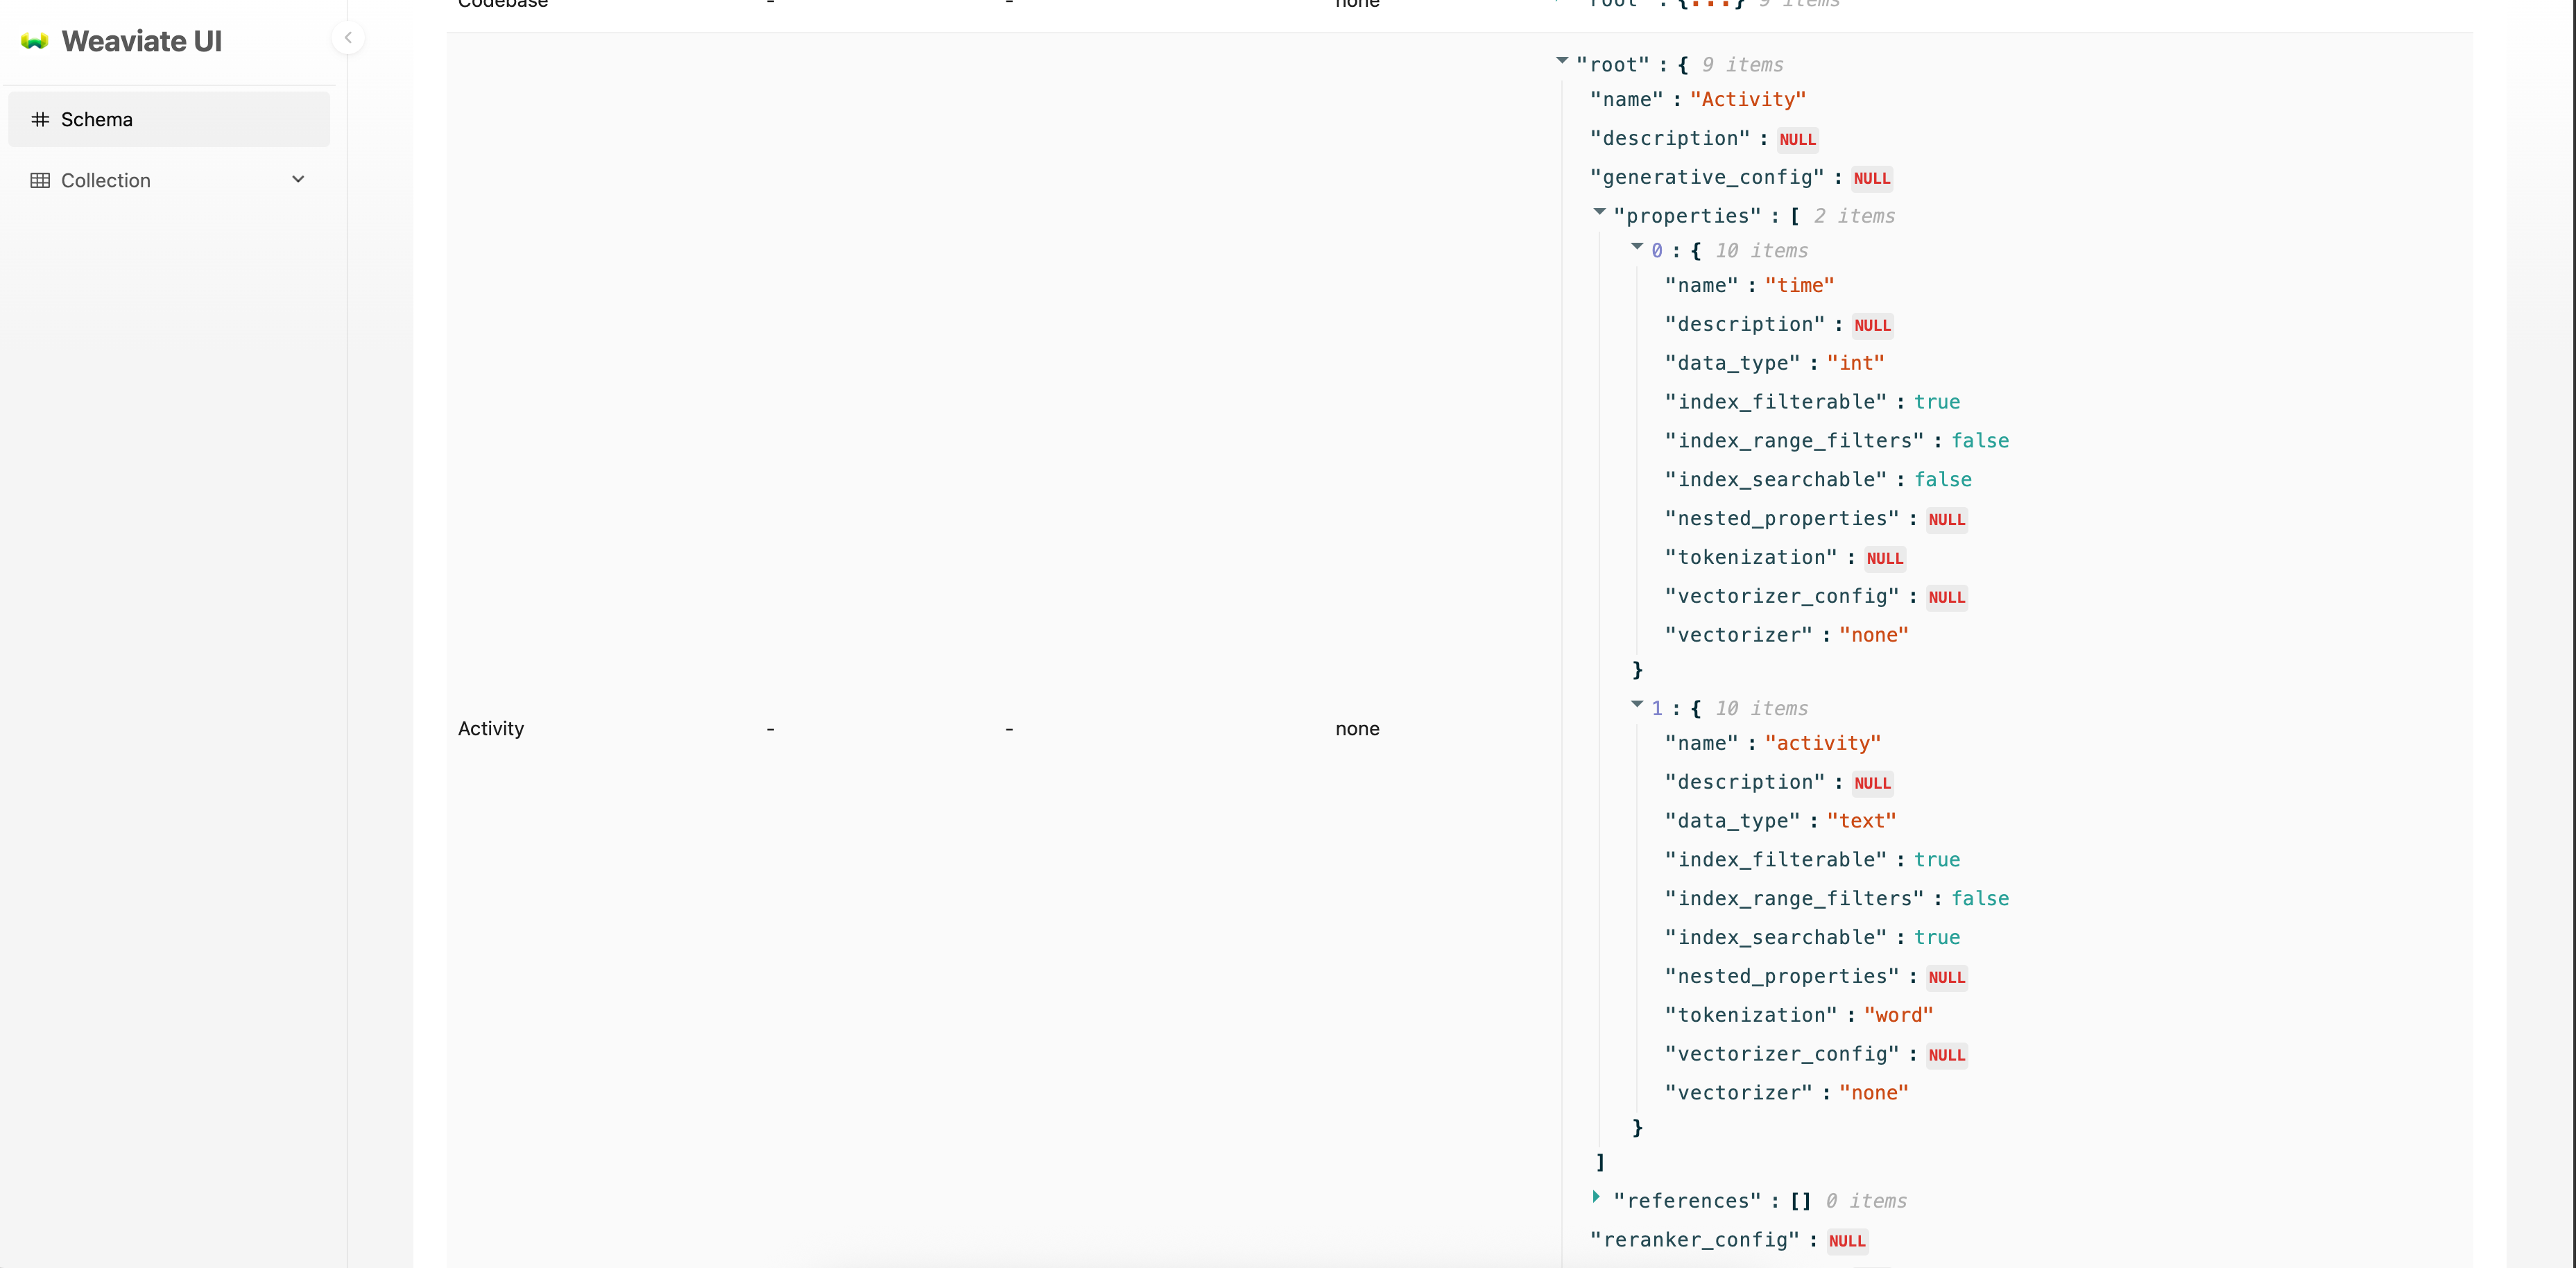 Weaviate UI
Schema
Collection
Codebase - - none "root" : {...} 9 items
"root" : { 9 items
"name" : "Activity"
"description" : NULL
"generative_config" : NULL
"properties" : [ 2 items
0 : { 10 items
"name" : "time"
"description" : NULL
"data_type" : "int"
"index_filterable" : true
"index_range_filters" : false
"index_searchable" : false
"nested_properties" : NULL
"tokenization" : NULL
"vectorizer_config" : NULL
"vectorizer" : "none"
}
1 : { 10 items
Activity - - none
"name" : "activity"
"description" : NULL
"data_type" : "text"
"index_filterable" : true
"index_range_filters" : false
"index_searchable" : true
"nested_properties" : NULL
"tokenization" : "word"
"vectorizer_config" : NULL
"vectorizer" : "none"
}
]
"references" : [] 0 items
"reranker_config" : NULL